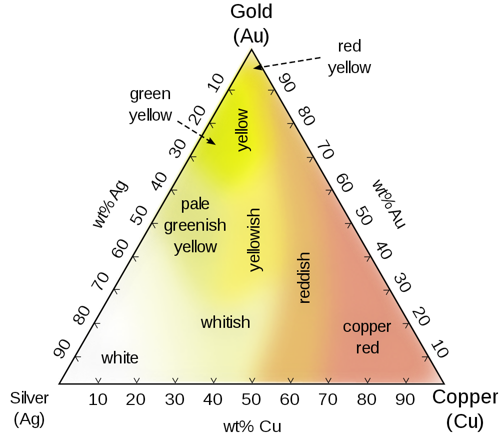 Gold
(Au)
red
yellow
green
yellow
yellow
pale
greenish
yellow
yellowish
reddish
whitish
copper
red
white
wt% Ag
10
20
30
40
50
60
70
80
90
wt% Au
90
80
70
60
50
40
30
20
10
Silver
(Ag)
10 20 30 40 50 60 70 80 90
Copper
(Cu)
wt% Cu